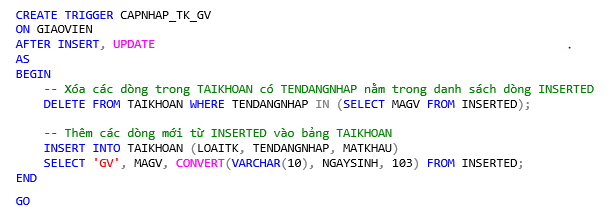 CREATE TRIGGER CAPNHAP_TK_GV
ON GIAOVIEN
AFTER INSERT, UPDATE
AS
BEGIN
-- Xóa các dòng trong TAIKHOAN có TENDANGNHAP nằm trong danh sách dòng INSERTED
DELETE FROM TAIKHOAN WHERE TENDANGNHAP IN (SELECT MAGV FROM INSERTED);
-- Thêm các dòng mới từ INSERTED vào bảng TAIKHOAN
INSERT INTO TAIKHOAN (LOAITK, TENDANGNHAP, MATKHAU)
SELECT 'GV', MAGV, CONVERT(VARCHAR(10), NGAYSINH, 103) FROM INSERTED;
END
GO